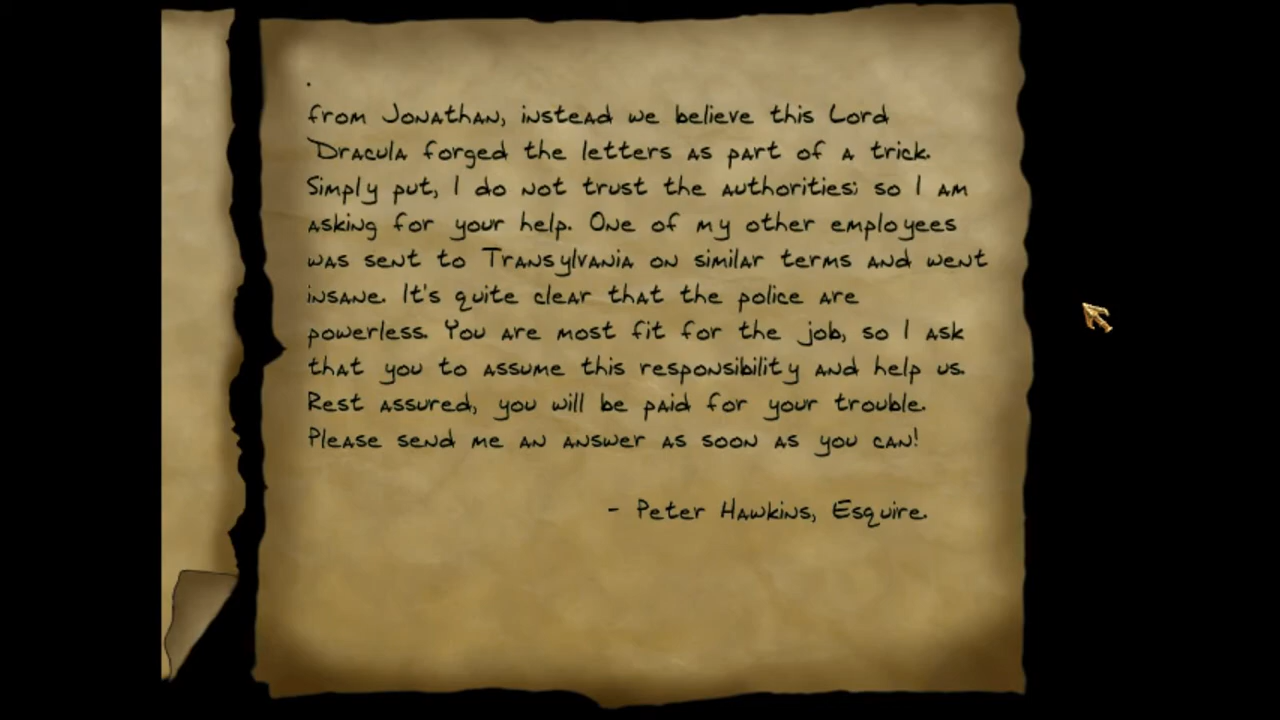 .
from Jonathan, instead we believe this Lord
Dracula forged the letters as part of a trick.
Simply put, I do not trust the authorities; so I am
asking for your help. One of my other employees
was sent to Transylvania on similar terms and went
insane. It's quite clear that the police are
powerless. You are most fit for the job, so I ask
that you to assume this responsibility and help us.
Rest assured, you will be paid for your trouble.
Please send me an answer as soon as you can!
- Peter Hawkins, Esquire.